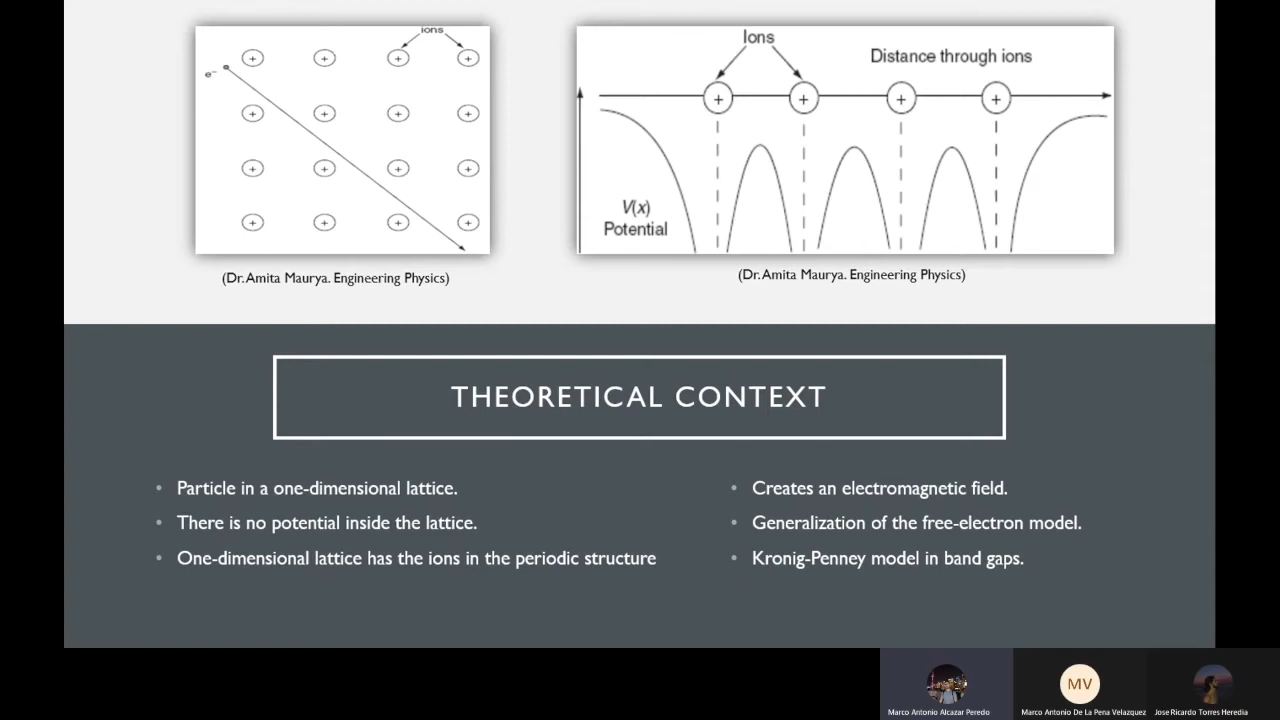 ions
e⁻
+ + + +
+ + + +
+ + + +
+ + + +
(Dr. Amita Maurya. Engineering Physics)
Ions
Distance through ions
+ + + +
V(x)
Potential
(Dr. Amita Maurya. Engineering Physics)
THEORETICAL CONTEXT
• Particle in a one-dimensional lattice.
• There is no potential inside the lattice.
• One-dimensional lattice has the ions in the periodic structure
• Creates an electromagnetic field.
• Generalization of the free-electron model.
• Kronig-Penney model in band gaps.
MV
Marco Antonio Alcazar Peredo
Marco Antonio De La Pena Velazquez
Jose Ricardo Torres Heredia